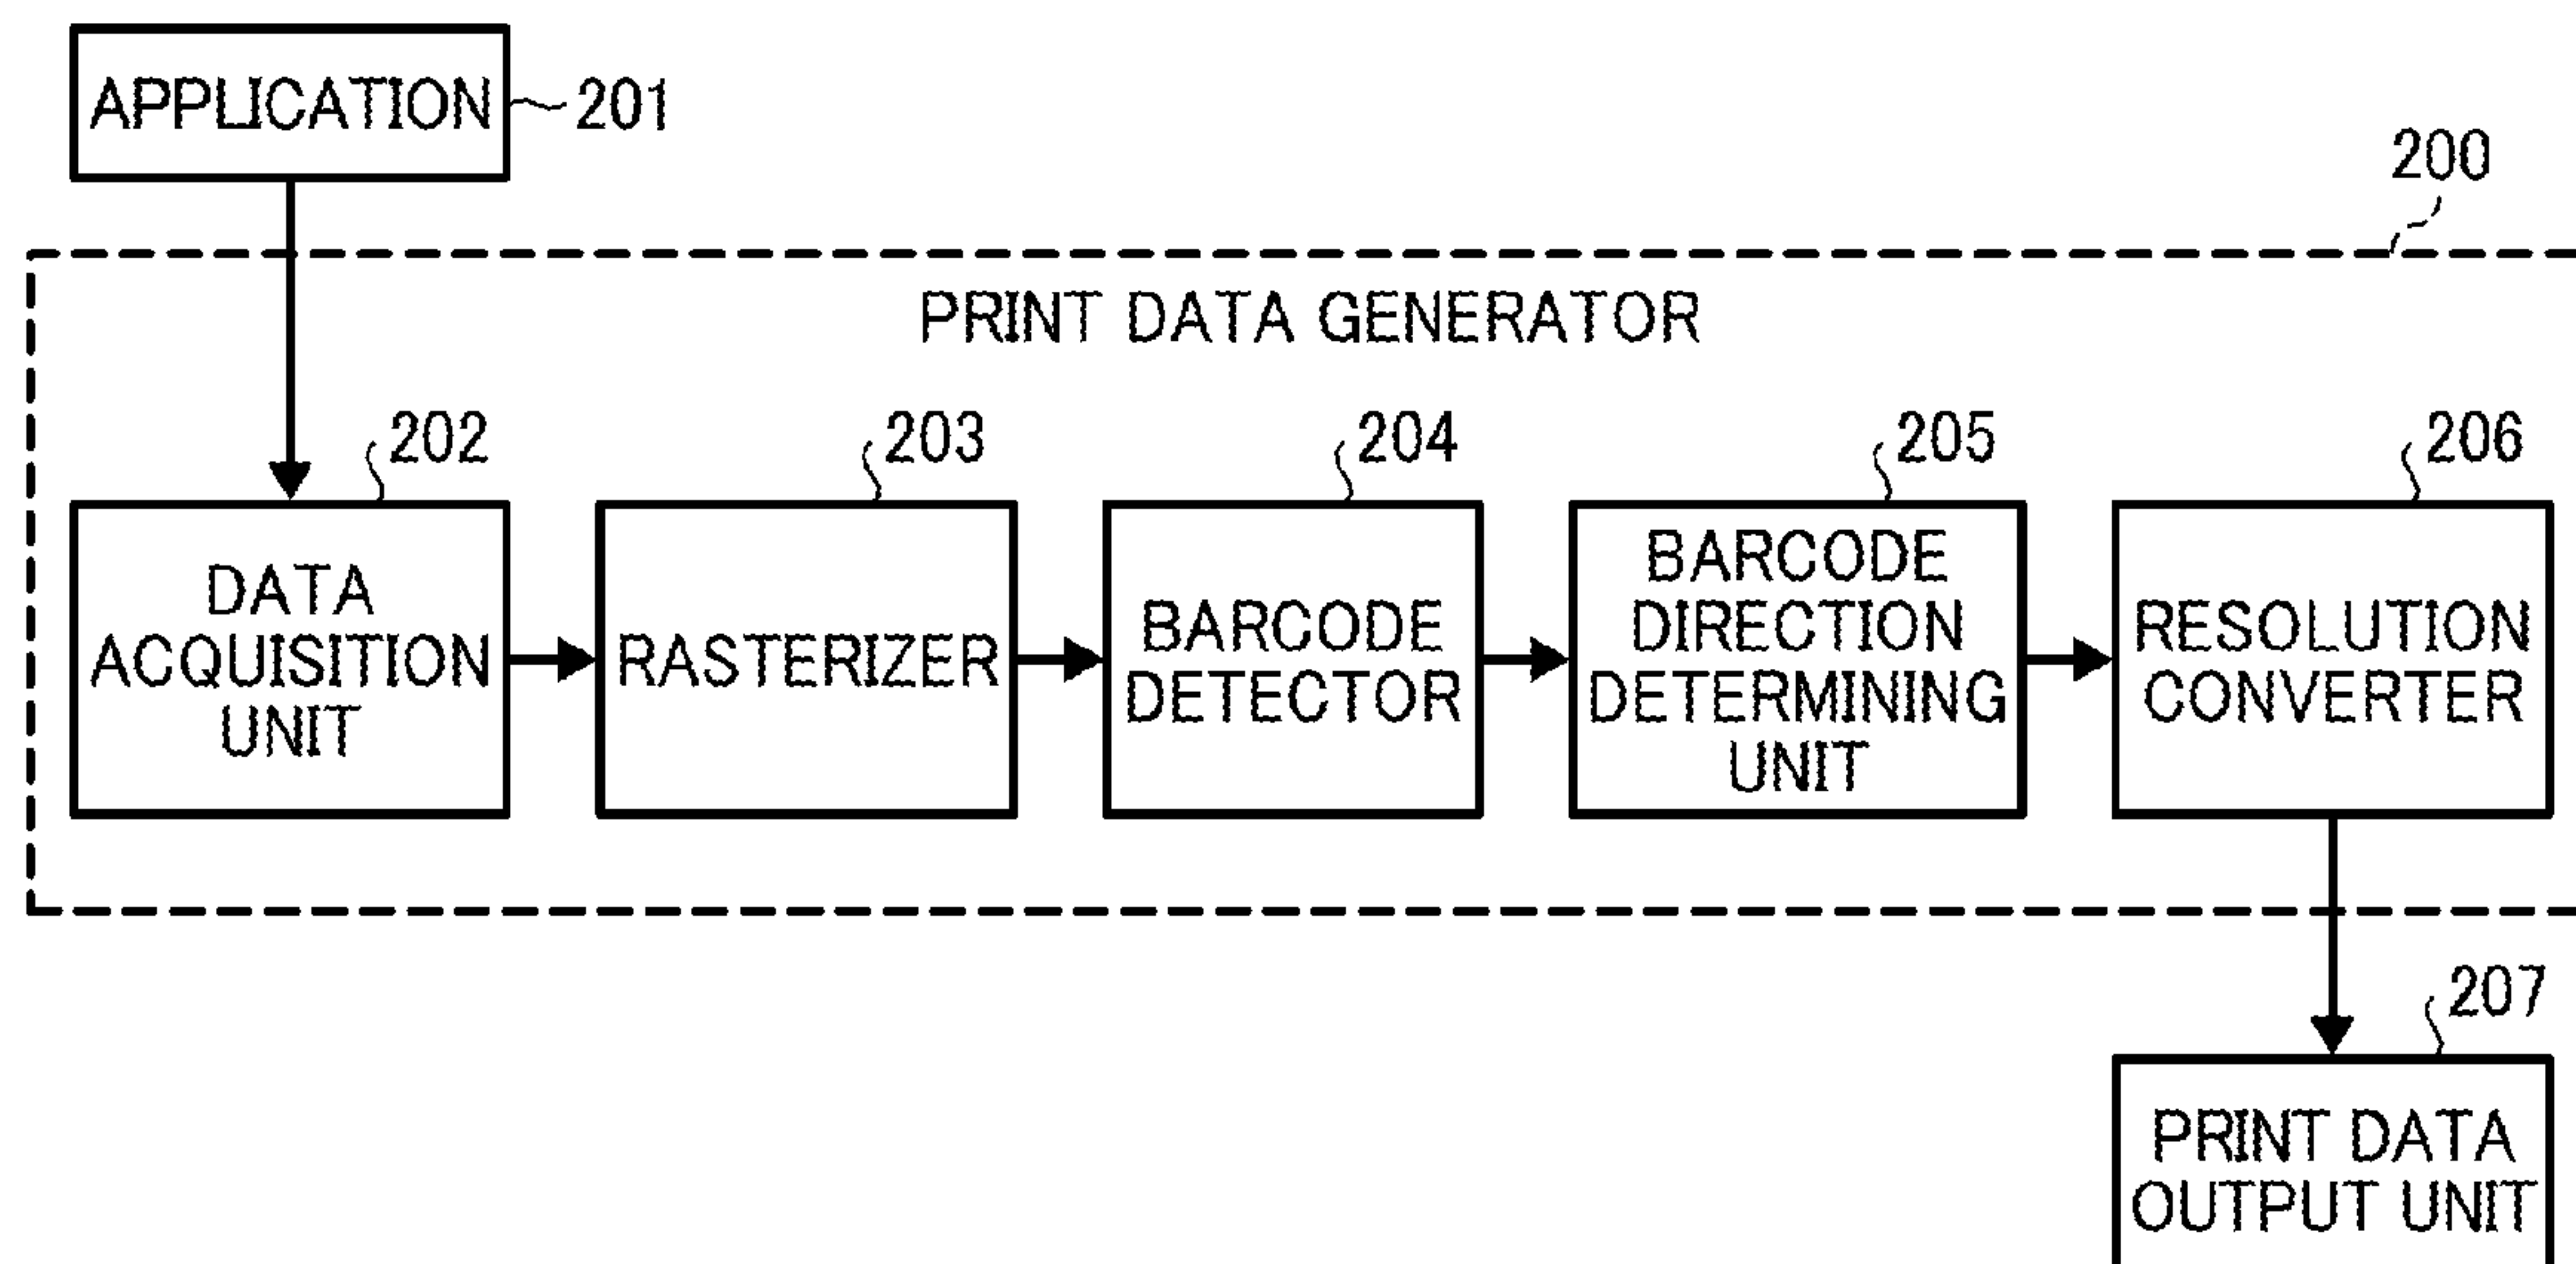 APPLICATION
201
200
PRINT DATA GENERATOR
202
203
204
205
206
DATA
ACQUISITION
UNIT
RASTERIZER
BARCODE
DETECTOR
BARCODE
DIRECTION
DETERMINING
UNIT
RESOLUTION
CONVERTER
207
PRINT DATA
OUTPUT UNIT